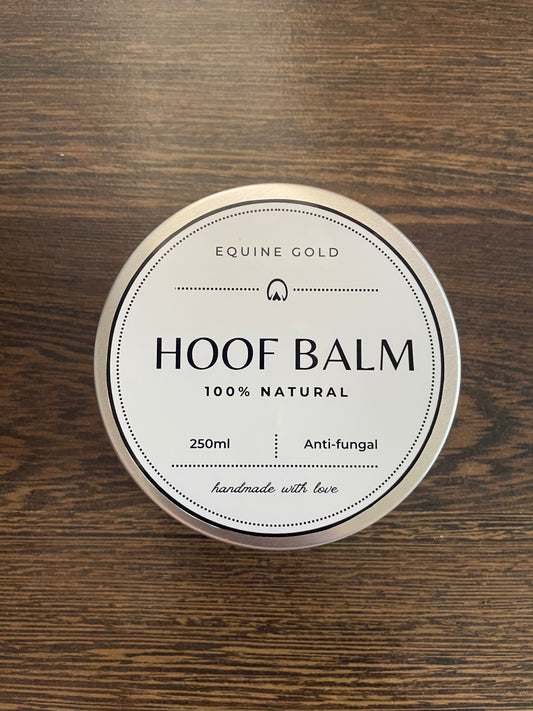 EQUINE GOLD
HOOF BALM
100% NATURAL
250ml Anti-fungal
handmade with love